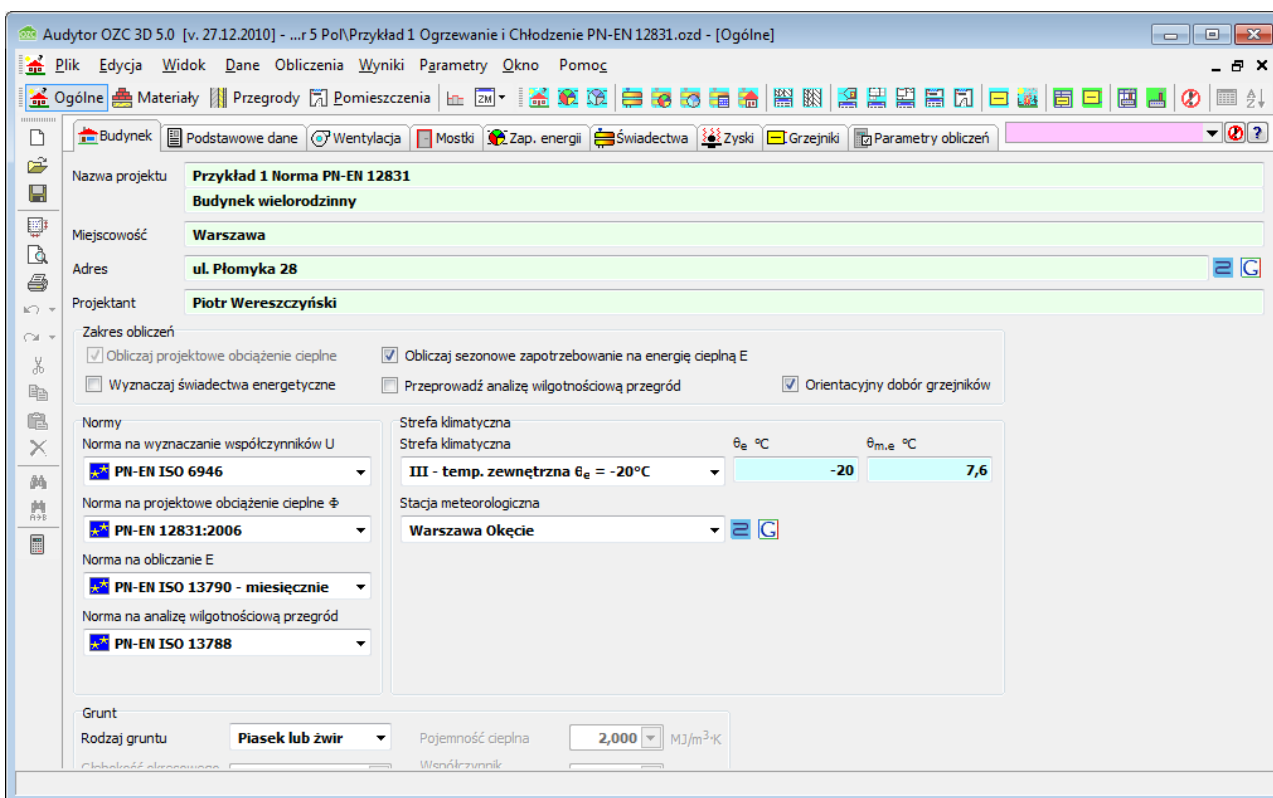 Audytor OZC 3D 5.0 [v. 27.12.2010] - ...r 5 Pol\Przykład 1 Ogrzewanie i Chłodzenie PN-EN 12831.ozd - [Ogólne]
Plik Edycja Widok Dane Obliczenia Wyniki Parametry Okno Pomoc
Ogólne Materiały Przegrody Pomieszczenia ZM
Budynek Podstawowe dane Wentylacja Mostki Zap. energii Świadectwa Zyski Grzejniki Parametry obliczeń
Nazwa projektu Przykład 1 Norma PN-EN 12831
Budynek wielorodzinny
Miejscowość Warszawa
Adres ul. Płomyka 28
Projektant Piotr Wereszczyński
Zakres obliczeń
Obliczaj projektowe obciążenie cieplne Obliczaj sezonowe zapotrzebowanie na energię cieplną E
Wyznaczaj świadectwa energetyczne Przeprowadź analizę wilgotnościową przegród Orientacyjny dobór grzejników
Normy Strefa klimatyczna
Norma na wyznaczanie współczynników U Strefa klimatyczna θe °C θm.e °C
PN-EN ISO 6946 III - temp. zewnętrzna θe = -20°C -20 7,6
Norma na projektowe obciążenie cieplne Φ Stacja meteorologiczna
PN-EN 12831:2006 Warszawa Okęcie
Norma na obliczanie E
PN-EN ISO 13790 - miesięcznie
Norma na analizę wilgotnościową przegród
PN-EN ISO 13788
Grunt
Rodzaj gruntu Piasek lub żwir Pojemność cieplna 2,000 MJ/m³·K
Współczynnik